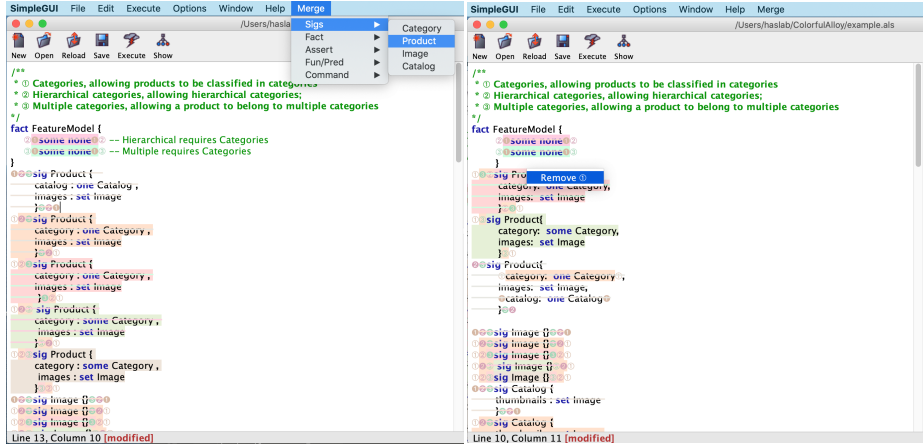 SimpleGUI File Edit Execute Options Window Help Merge
/Users/haslab/
Sigs
Fact
Assert
Fun/Pred
Command
Category
Product
Image
Catalog
New Open Reload Save Execute Show
/**
* ① Categories, allowing products to be classified in categories
* ② Hierarchical categories, allowing hierarchical categories;
* ③ Multiple categories, allowing a product to belong to multiple categories
*/
fact FeatureModel {
some none -- Hierarchical requires Categories
some none -- Multiple requires Categories
}
sig Product {
catalog : one Catalog ,
images : set Image
}
sig Product {
category : one Category ,
images : set Image
}
sig Product {
category : one Category ,
images : set Image
}
sig Product {
category : some Category ,
images : set Image
}
sig Product {
category : some Category ,
images : set Image
}
sig Image {}
sig Image {}
sig Image {}
Line 13, Column 10 [modified]
SimpleGUI File Edit Execute Options Window Help Merge
/Users/haslab/ColorfulAlloy/example.als
New Open Reload Save Execute Show
/**
* ① Categories, allowing products to be classified in categories
* ② Hierarchical categories, allowing hierarchical categories;
* ③ Multiple categories, allowing a product to belong to multiple categories
*/
fact FeatureModel {
some none
some none
}
sig Pro
Remove ①
category: one Category,
images: set Image
}
sig Product{
category: some Category,
images: set Image
}
sig Product{
category: one Category
images: set Image,
catalog: one Catalog
}
sig Image {}
sig Image {}
sig Image {}
sig Image {}
sig Image {}
sig Catalog {
thumbnails : set Image
}
sig Catalog {
Line 10, Column 11 [modified]